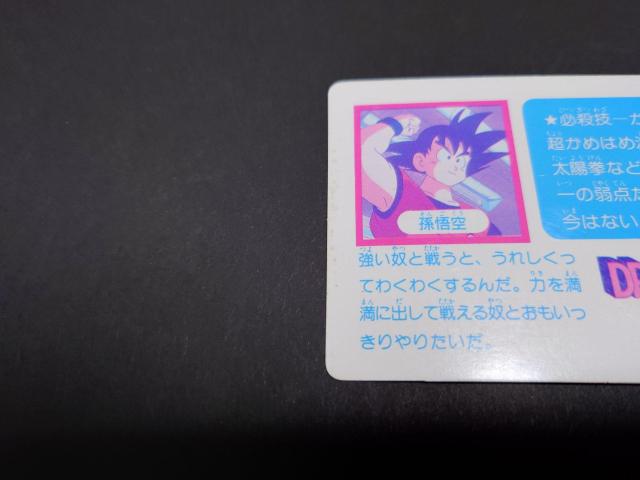 孫悟空
★必殺技―か
超かめはめ
太陽拳など
一の弱点
今はない
強い奴と戦うと、うれしくっ
てわくわくするんだ。力を満
満に出して戦える奴とおもいっ
きりやりたいだ。
DR